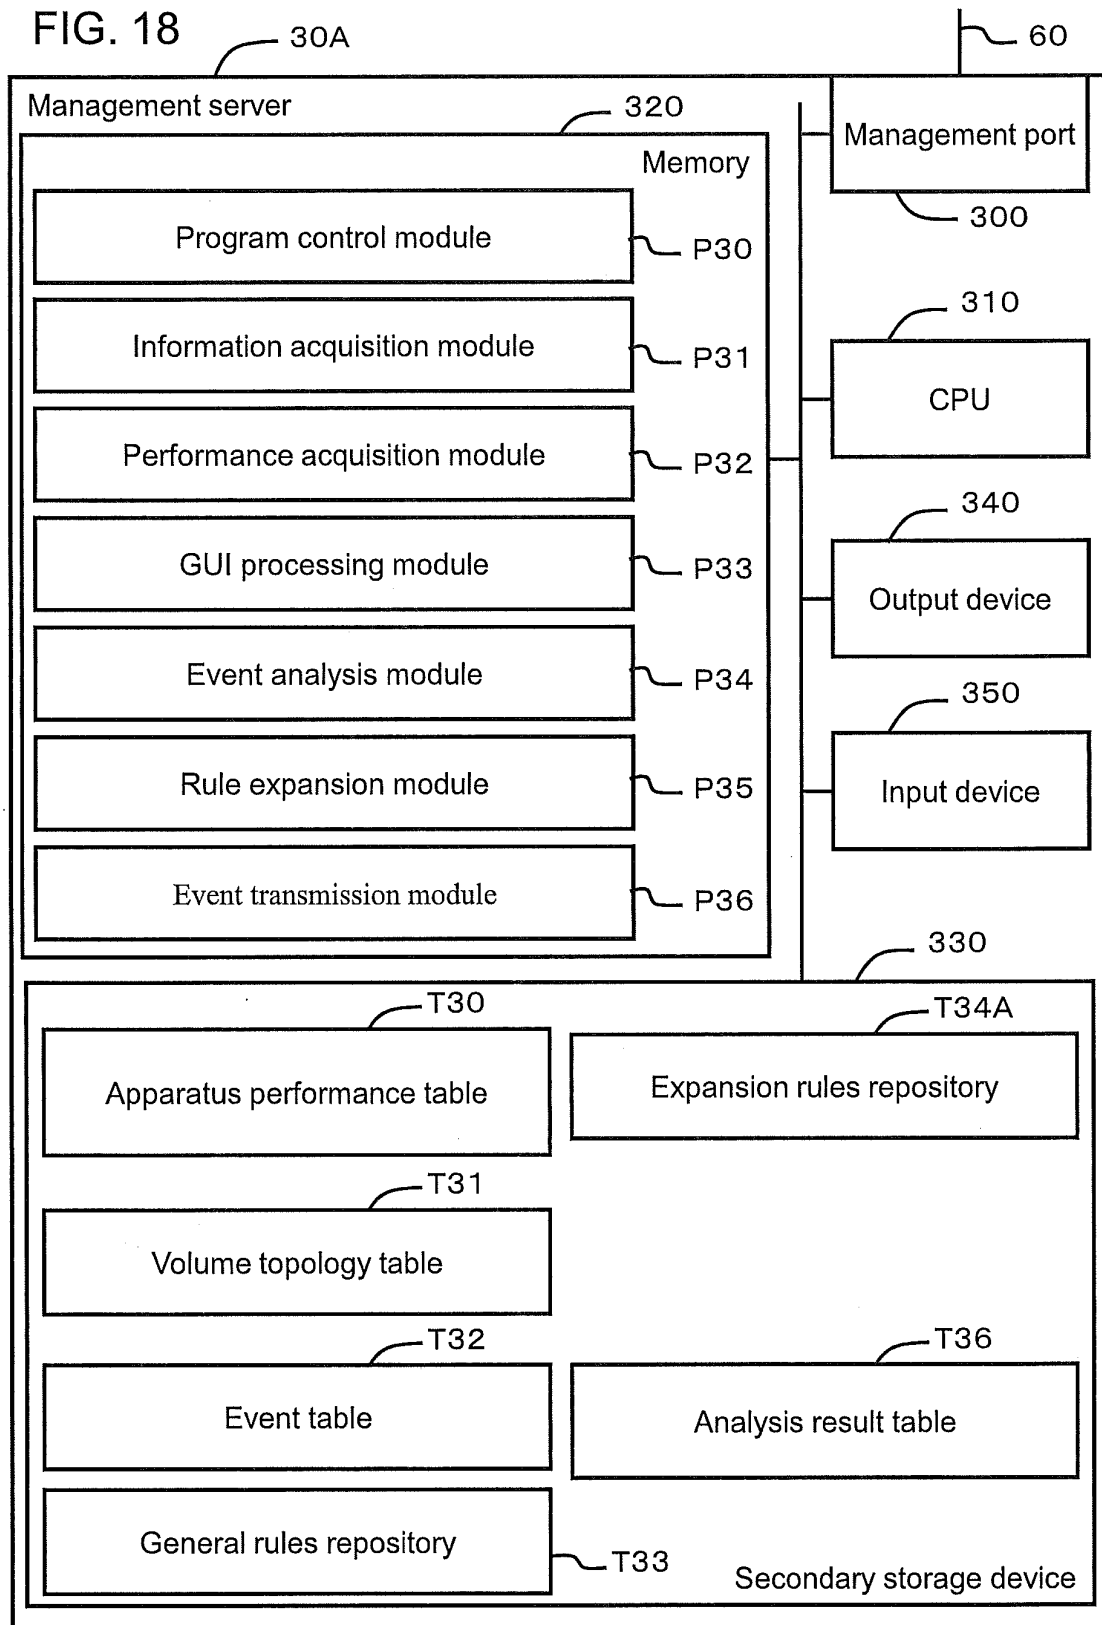 FIG. 18
30A
60
Management server
320
Memory
Management port
300
Program control module
P30
Information acquisition module
P31
310
CPU
Performance acquisition module
P32
340
Output device
GUI processing module
P33
Event analysis module
P34
350
Input device
Rule expansion module
P35
Event transmission module
P36
330
T30
Apparatus performance table
T34A
Expansion rules repository
T31
Volume topology table
T32
Event table
T36
Analysis result table
General rules repository
T33
Secondary storage device